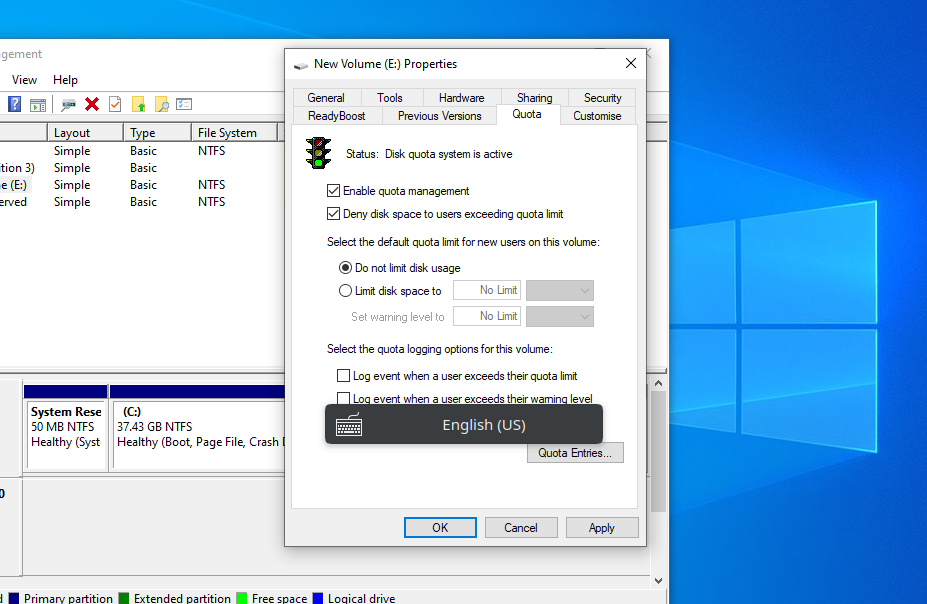 gement
View Help
Layout Type File System
Simple Basic NTFS
ition 3) Simple Basic
e (E:) Simple Basic NTFS
erved Simple Basic NTFS
System Rese
50 MB NTFS
Healthy (Syst
(C:)
37.43 GB NTFS
Healthy (Boot, Page File, Crash D
0
Primary partition Extended partition Free space Logical drive
New Volume (E:) Properties
General Tools Hardware Sharing Security
ReadyBoost Previous Versions Quota Customise
Status: Disk quota system is active
Enable quota management
Deny disk space to users exceeding quota limit
Select the default quota limit for new users on this volume:
Do not limit disk usage
Limit disk space to No Limit
Set warning level to No Limit
Select the quota logging options for this volume:
Log event when a user exceeds their quota limit
Log event when a user exceeds their warning level
English (US)
Quota Entries...
OK Cancel Apply